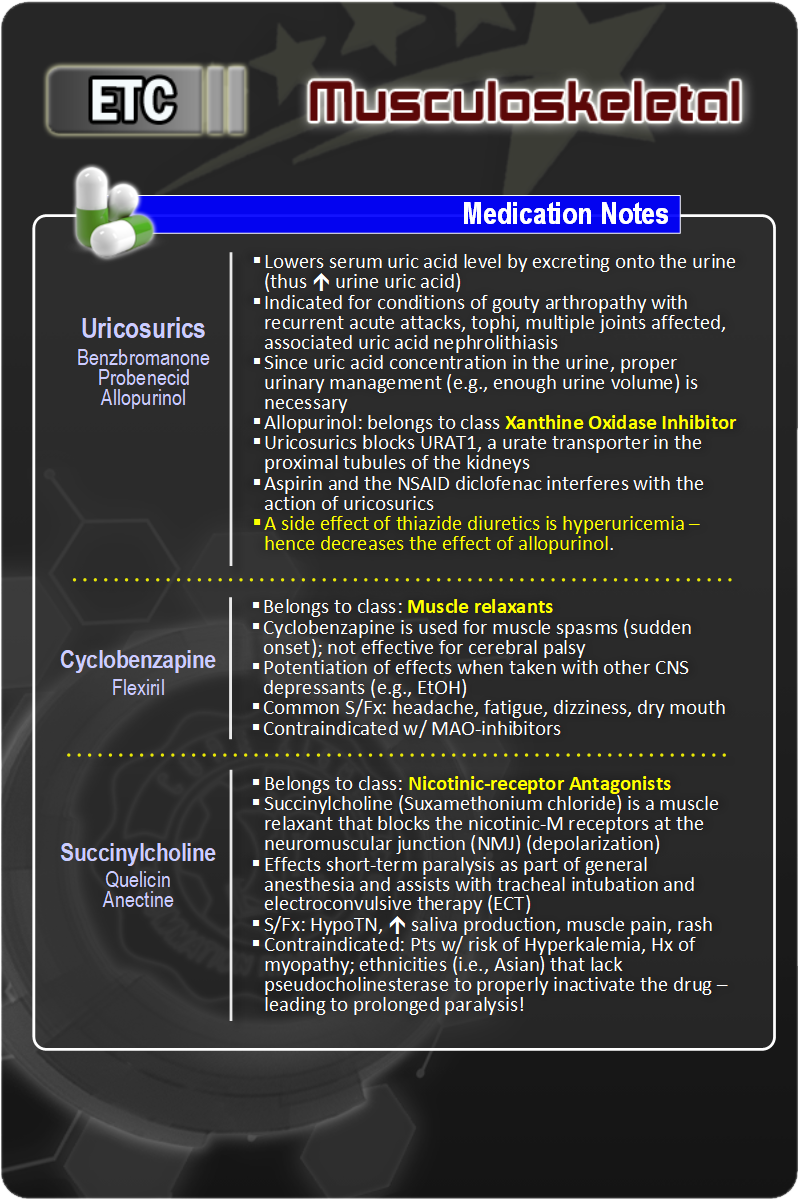 ETC
Musculoskeletal
Medication Notes
Uricosurics
Benzbromanone
Probenecid
Allopurinol
▪ Lowers serum uric acid level by excreting onto the urine
(thus ↑ urine uric acid)
▪ Indicated for conditions of gouty arthropathy with
recurrent acute attacks, tophi, multiple joints affected,
associated uric acid nephrolithiasis
▪ Since uric acid concentration in the urine, proper
urinary management (e.g., enough urine volume) is
necessary
▪ Allopurinol: belongs to class Xanthine Oxidase Inhibitor
▪ Uricosurics blocks URAT1, a urate transporter in the
proximal tubules of the kidneys
▪ Aspirin and the NSAID diclofenac interferes with the
action of uricosurics
▪ A side effect of thiazide diuretics is hyperuricemia –
hence decreases the effect of allopurinol.
Cyclobenzapine
Flexiril
▪ Belongs to class: Muscle relaxants
▪ Cyclobenzapine is used for muscle spasms (sudden
onset); not effective for cerebral palsy
▪ Potentiation of effects when taken with other CNS
depressants (e.g., EtOH)
▪ Common S/Fx: headache, fatigue, dizziness, dry mouth
▪ Contraindicated w/ MAO-inhibitors
Succinylcholine
Quelicin
Anectine
▪ Belongs to class: Nicotinic-receptor Antagonists
▪ Succinylcholine (Suxamethonium chloride) is a muscle
relaxant that blocks the nicotinic-M receptors at the
neuromuscular junction (NMJ) (depolarization)
▪ Effects short-term paralysis as part of general
anesthesia and assists with tracheal intubation and
electroconvulsive therapy (ECT)
▪ S/Fx: HypoTN, ↑ saliva production, muscle pain, rash
▪ Contraindicated: Pts w/ risk of Hyperkalemia, Hx of
myopathy; ethnicities (i.e., Asian) that lack
pseudocholinesterase to properly inactivate the drug –
leading to prolonged paralysis!